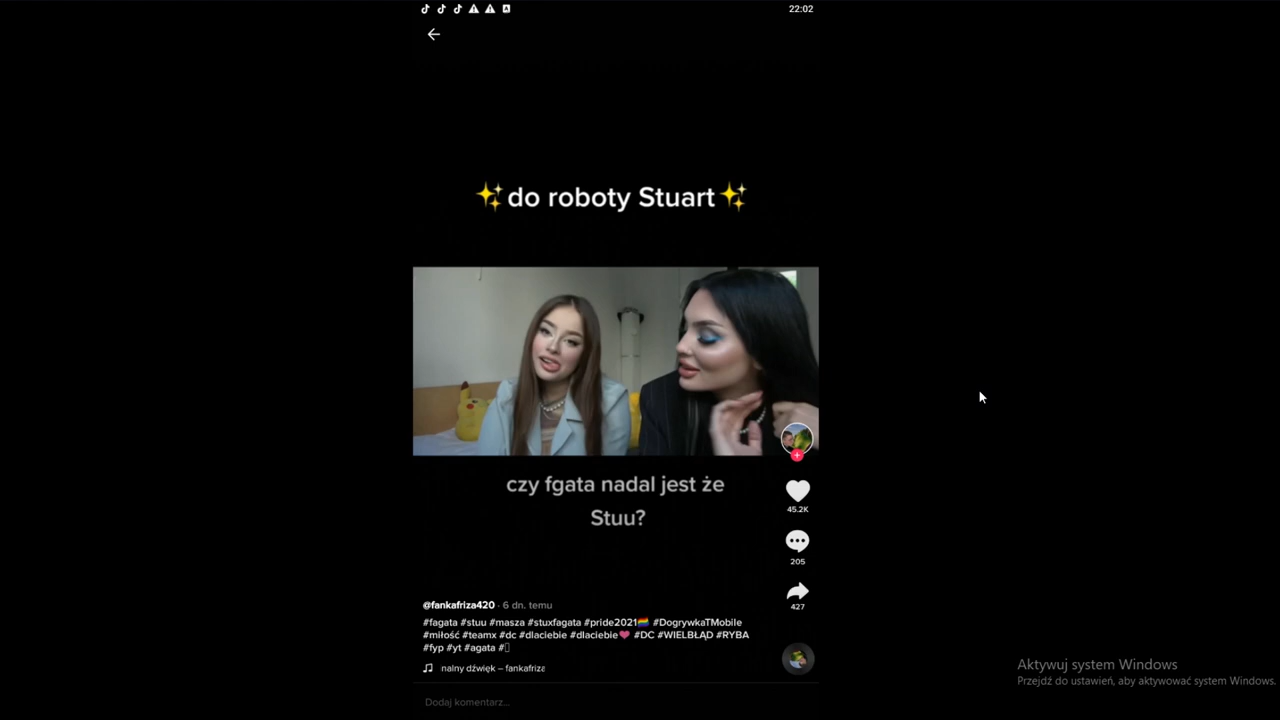 22:02
✨do roboty Stuart✨
czy fgata nadal jest że
Stuu?
45.2K
205
427
@fankafriza420 · 6 dn. temu
#fagata #stuu #masza #stuxfagata #pride2021🏳️‍🌈 #DogrywkaTMobile
#miłość #teamx #dc #dlaciebie #dlaciebie❤️ #DC #WIELBŁĄD #RYBA
#fyp #yt #agata #
nalny dźwięk – fankafriza
Dodaj komentarz...
Aktywuj system Windows
Przejdź do ustawień, aby aktywować system Windows.